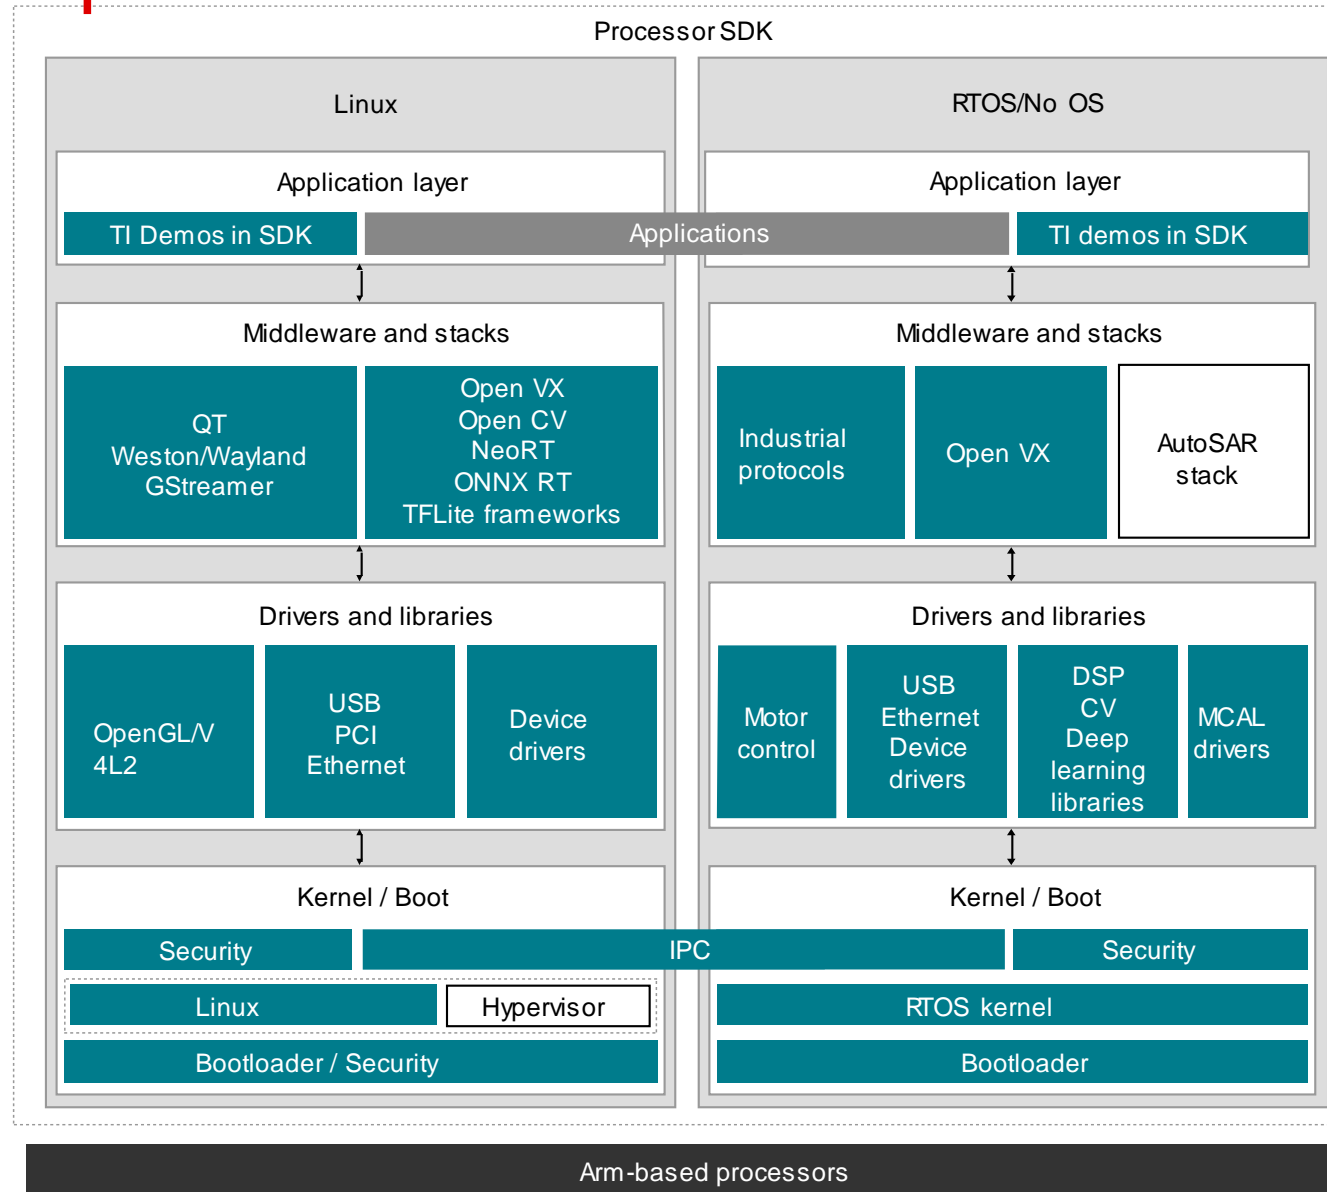 Processor SDK
Linux
Application layer
TI Demos in SDK
Applications
Middleware and stacks
QT
Weston/Wayland
GStreamer
Open VX
Open CV
NeoRT
ONNX RT
TFLite frameworks
Drivers and libraries
OpenGL/V
4L2
USB
PCI
Ethernet
Device
drivers
Kernel / Boot
Security
IPC
Linux
Hypervisor
Bootloader / Security
RTOS/No OS
Application layer
TI demos in SDK
Middleware and stacks
Industrial
protocols
Open VX
AutoSAR
stack
Drivers and libraries
Motor
control
USB
Ethernet
Device
drivers
DSP
CV
Deep
learning
libraries
MCAL
drivers
Kernel / Boot
Security
RTOS kernel
Bootloader
Arm-based processors